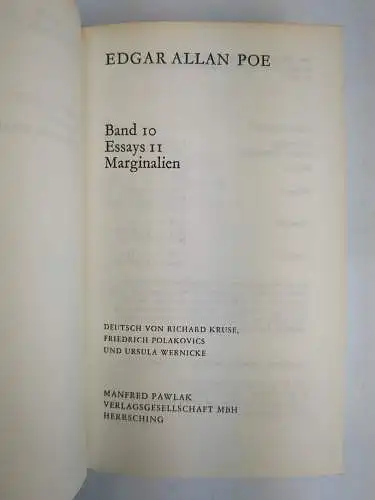 EDGAR ALLAN POE
Band 10
Essays II
Marginalien
DEUTSCH VON RICHARD KRUSE,
FRIEDRICH POLAKOVICS
UND URSULA WERNICKE
MANFRED PAWLAK
VERLAGSGESELLSCHAFT MBH
HERRSCHING